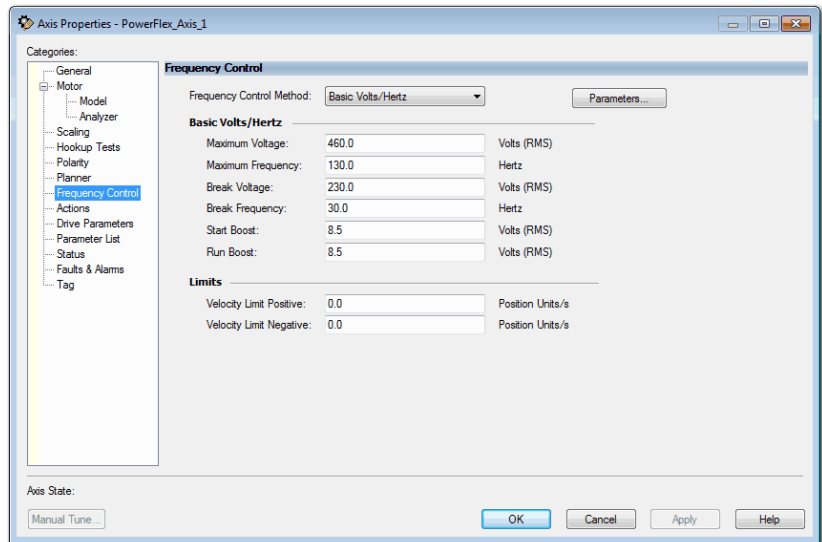 Axis Properties - PowerFlex_Axis_1
Categories:
General
Motor
Model
Analyzer
Scaling
Hookup Tests
Polarity
Planner
Frequency Control
Actions
Drive Parameters
Parameter List
Status
Faults & Alarms
Tag
Frequency Control
Frequency Control Method: Basic Volts/Hertz Parameters...
Basic Volts/Hertz
Maximum Voltage: 460.0 Volts (RMS)
Maximum Frequency: 130.0 Hertz
Break Voltage: 230.0 Volts (RMS)
Break Frequency: 30.0 Hertz
Start Boost: 8.5 Volts (RMS)
Run Boost: 8.5 Volts (RMS)
Limits
Velocity Limit Positive: 0.0 Position Units/s
Velocity Limit Negative: 0.0 Position Units/s
Axis State:
Manual Tune... OK Cancel Apply Help